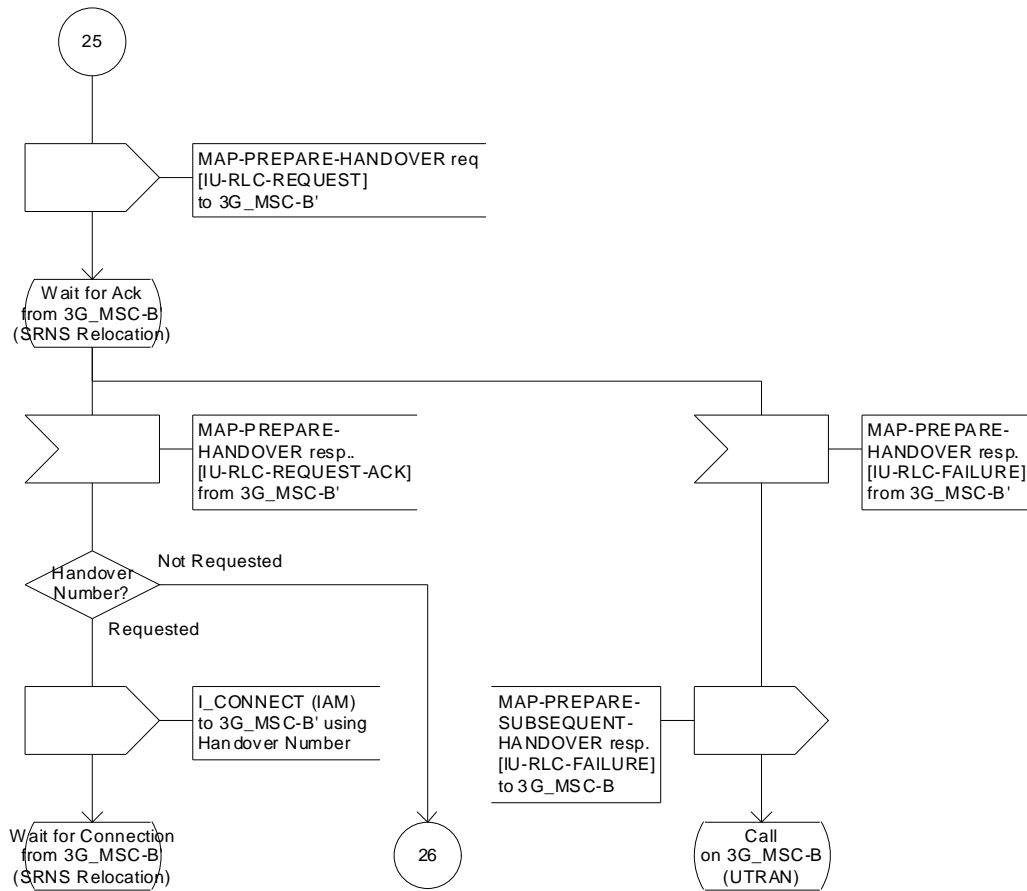 25
MAP-PREPARE-HANDOVER req
[IU-RLC-REQUEST]
to 3G_MSC-B'
Wait for Ack
from 3G_MSC-B'
(SRNS Relocation)
MAP-PREPARE-
HANDOVER resp..
[IU-RLC-REQUEST-ACK]
from 3G_MSC-B'
MAP-PREPARE-
HANDOVER resp.
[IU-RLC-FAILURE]
from 3G_MSC-B'
Handover
Number?
Not Requested
Requested
I_CONNECT (IAM)
to 3G_MSC-B' using
Handover Number
MAP-PREPARE-
SUBSEQUENT-
HANDOVER resp.
[IU-RLC-FAILURE]
to 3G_MSC-B
Wait for Connection
from 3G_MSC-B'
(SRNS Relocation)
26
Call
on 3G_MSC-B
(UTRAN)